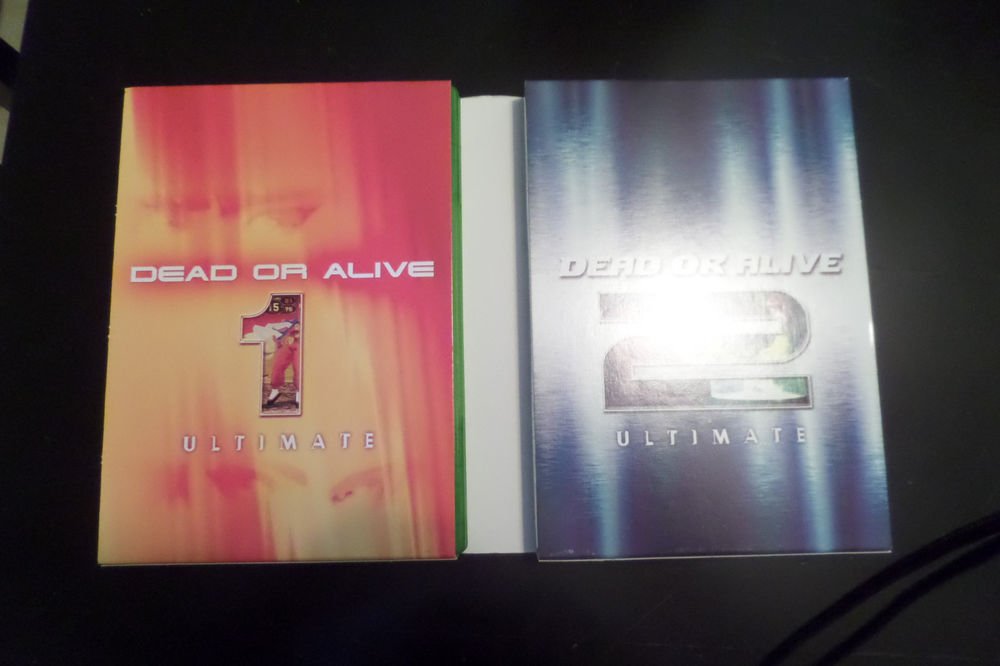 DEAD OR ALIVE
1
ULTIMATE
DEAD OR ALIVE
2
ULTIMATE